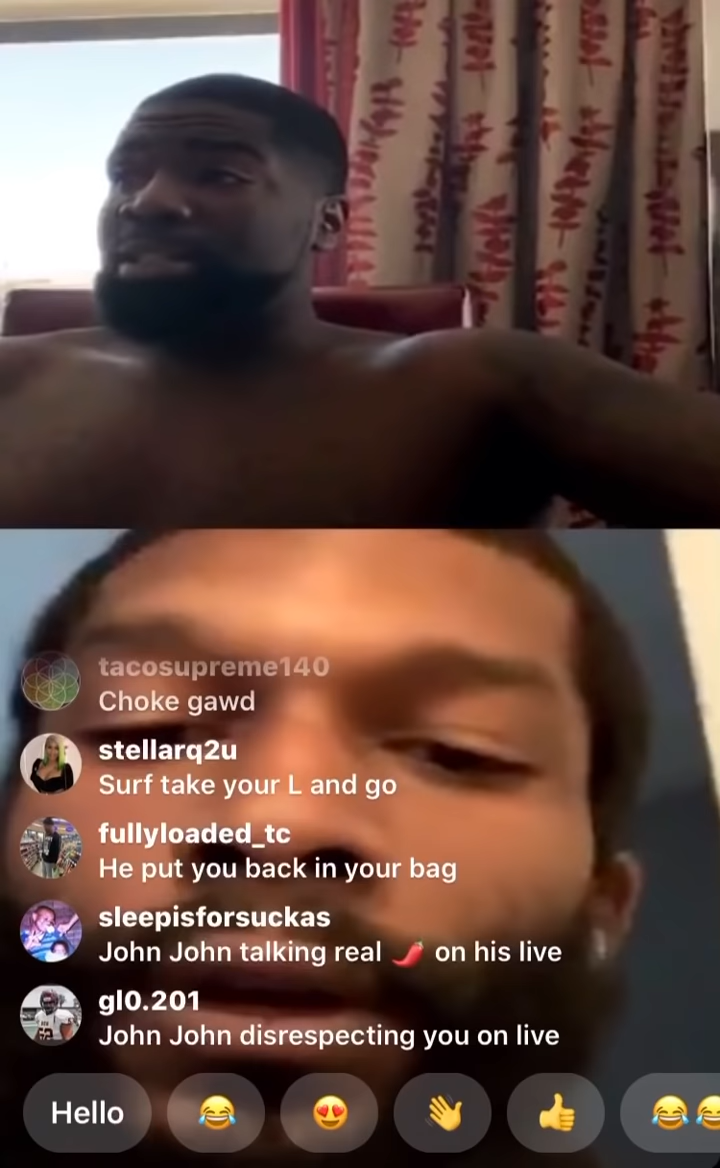 tacosupreme140
Choke gawd
stellarq2u
Surf take your L and go
fullyloaded_tc
He put you back in your bag
sleepisforsuckas
John John talking real 🌶️ on his live
gl0.201
John John disrespecting you on live
Hello 😂 😍 👋 👍 😂😂